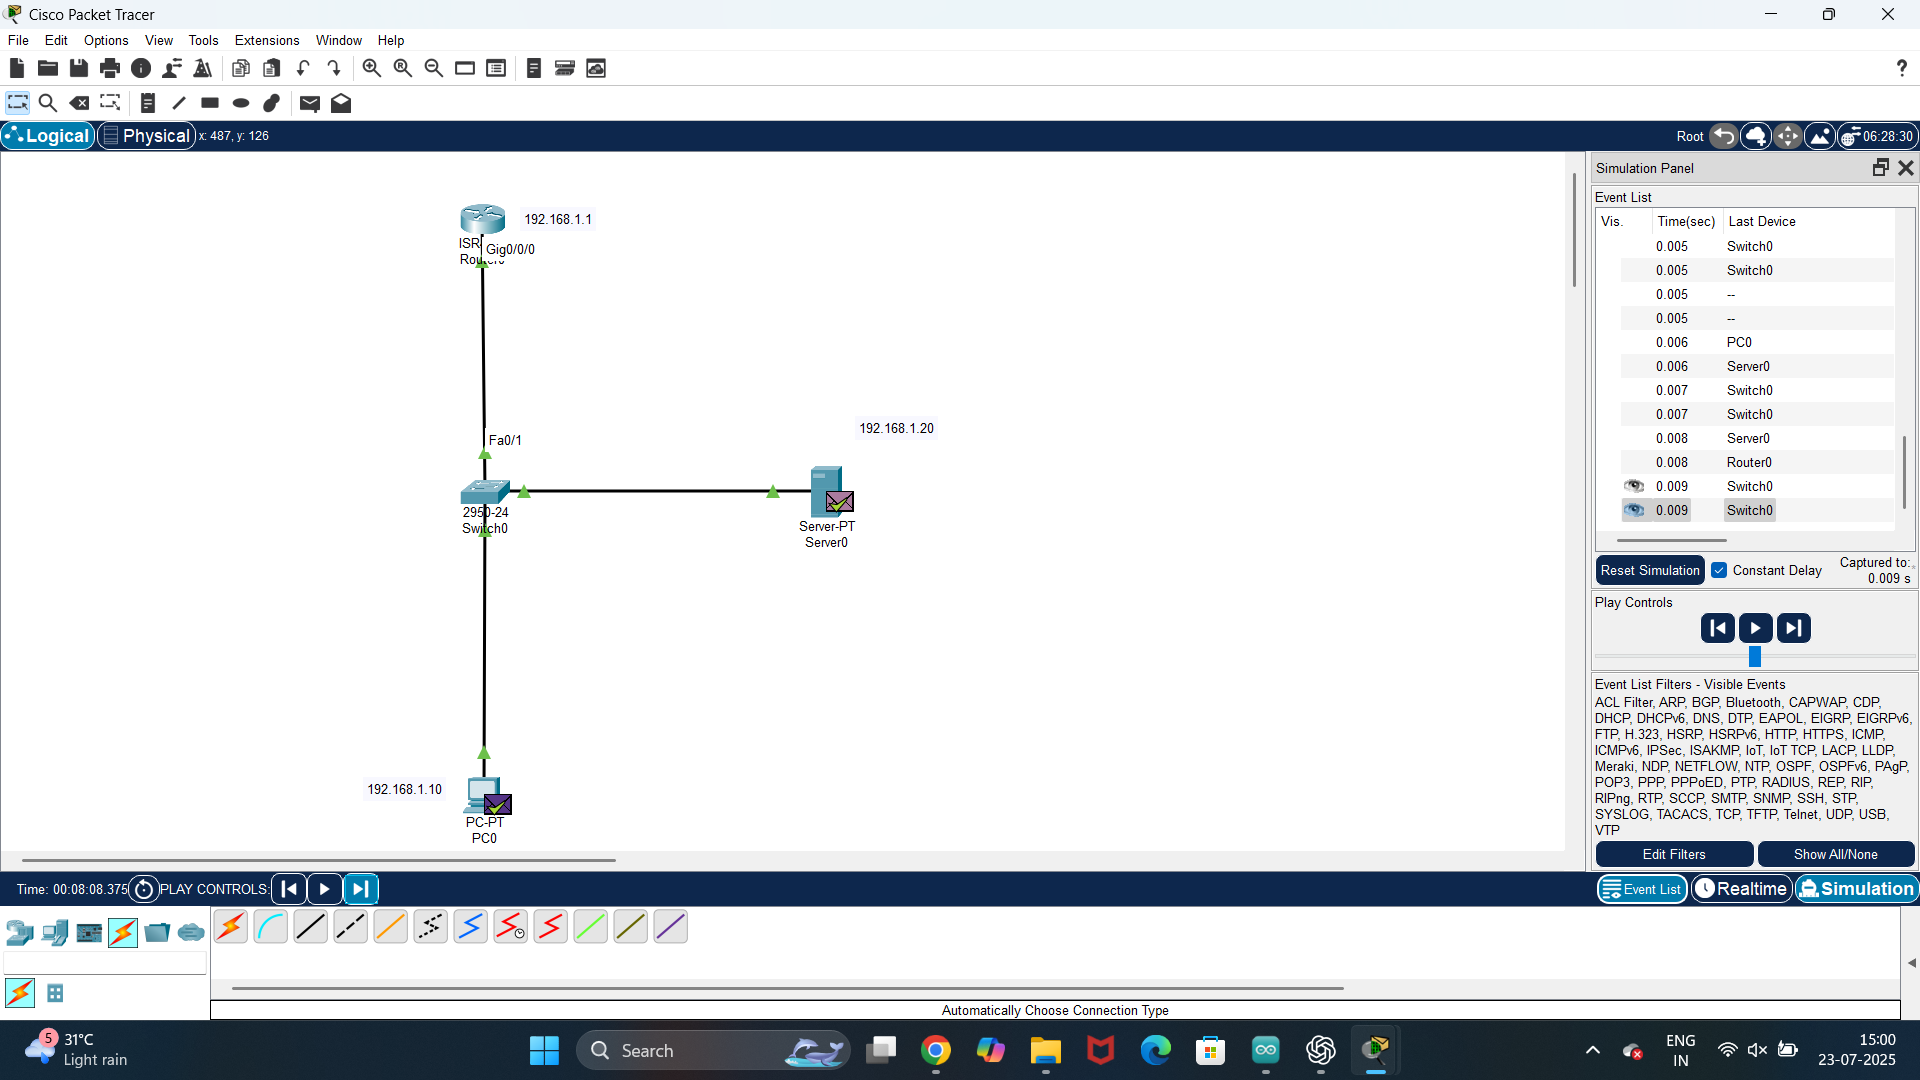 Cisco Packet Tracer
File Edit Options View Tools Extensions Window Help
Logical Physical x: 487, y: 126
Root 06:28:30
192.168.1.1
Gig0/0/0
Fa0/1
2950-24
Switch0
192.168.1.20
Server-PT
Server0
192.168.1.10
PC-PT
PC0
Simulation Panel
Event List
Vis. Time(sec) Last Device
0.005 Switch0
0.005 Switch0
0.005 --
0.005 --
0.006 PC0
0.006 Server0
0.007 Switch0
0.007 Switch0
0.008 Server0
0.008 Router0
0.009 Switch0
0.009 Switch0
Reset Simulation Constant Delay Captured to:
0.009 s
Play Controls
Event List Filters - Visible Events
ACL Filter, ARP, BGP, Bluetooth, CAPWAP, CDP,
DHCP, DHCPv6, DNS, DTP, EAPOL, EIGRP, EIGRPv6,
FTP, H.323, HSRP, HSRPv6, HTTP, HTTPS, ICMP,
ICMPv6, IPSec, ISAKMP, IoT, IoT TCP, LACP, LLDP,
Meraki, NDP, NETFLOW, NTP, OSPF, OSPFv6, PAgP,
POP3, PPP, PPPoED, PTP, RADIUS, REP, RIP,
RIPng, RTP, SCCP, SMTP, SNMP, SSH, STP,
SYSLOG, TACACS, TCP, TFTP, Telnet, UDP, USB,
VTP
Edit Filters Show All/None
Time: 00:08:08.375 PLAY CONTROLS:
Event List Realtime Simulation
Automatically Choose Connection Type
5
31°C
Light rain
Search
ENG
IN
15:00
23-07-2025